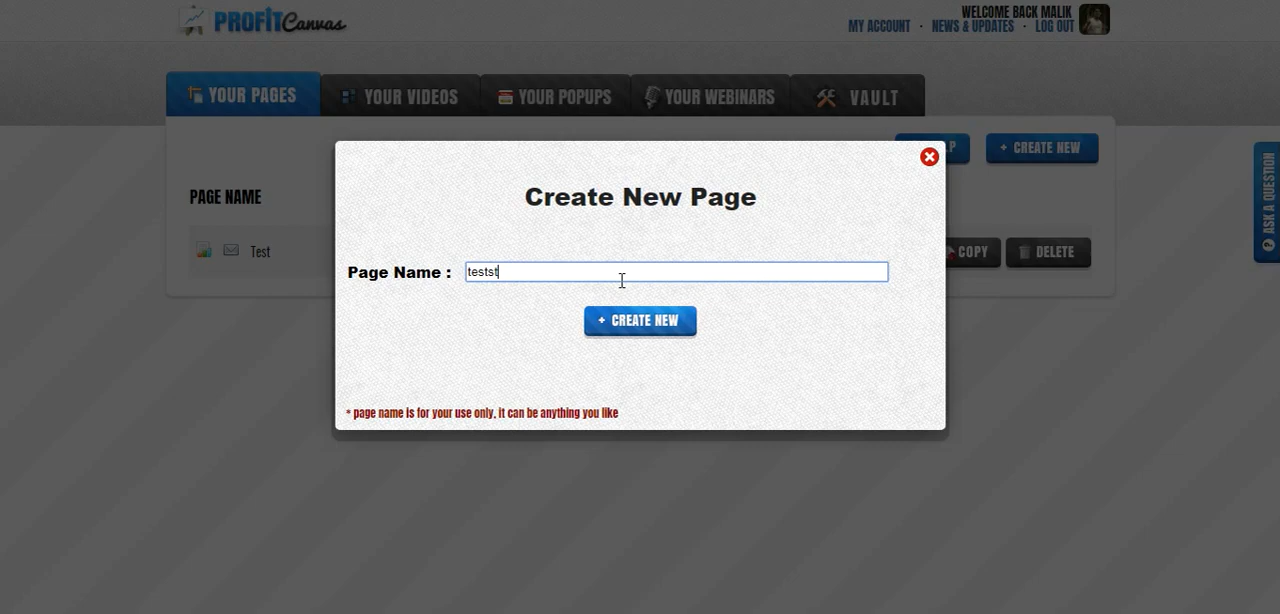 PROFIT Canvas
WELCOME BACK MALIK
MY ACCOUNT · NEWS & UPDATES · LOG OUT
YOUR PAGES
YOUR VIDEOS
YOUR POPUPS
YOUR WEBINARS
VAULT
+ CREATE NEW
PAGE NAME
Test
COPY
DELETE
? ASK A QUESTION
Create New Page
Page Name : testst
+ CREATE NEW
* page name is for your use only, it can be anything you like